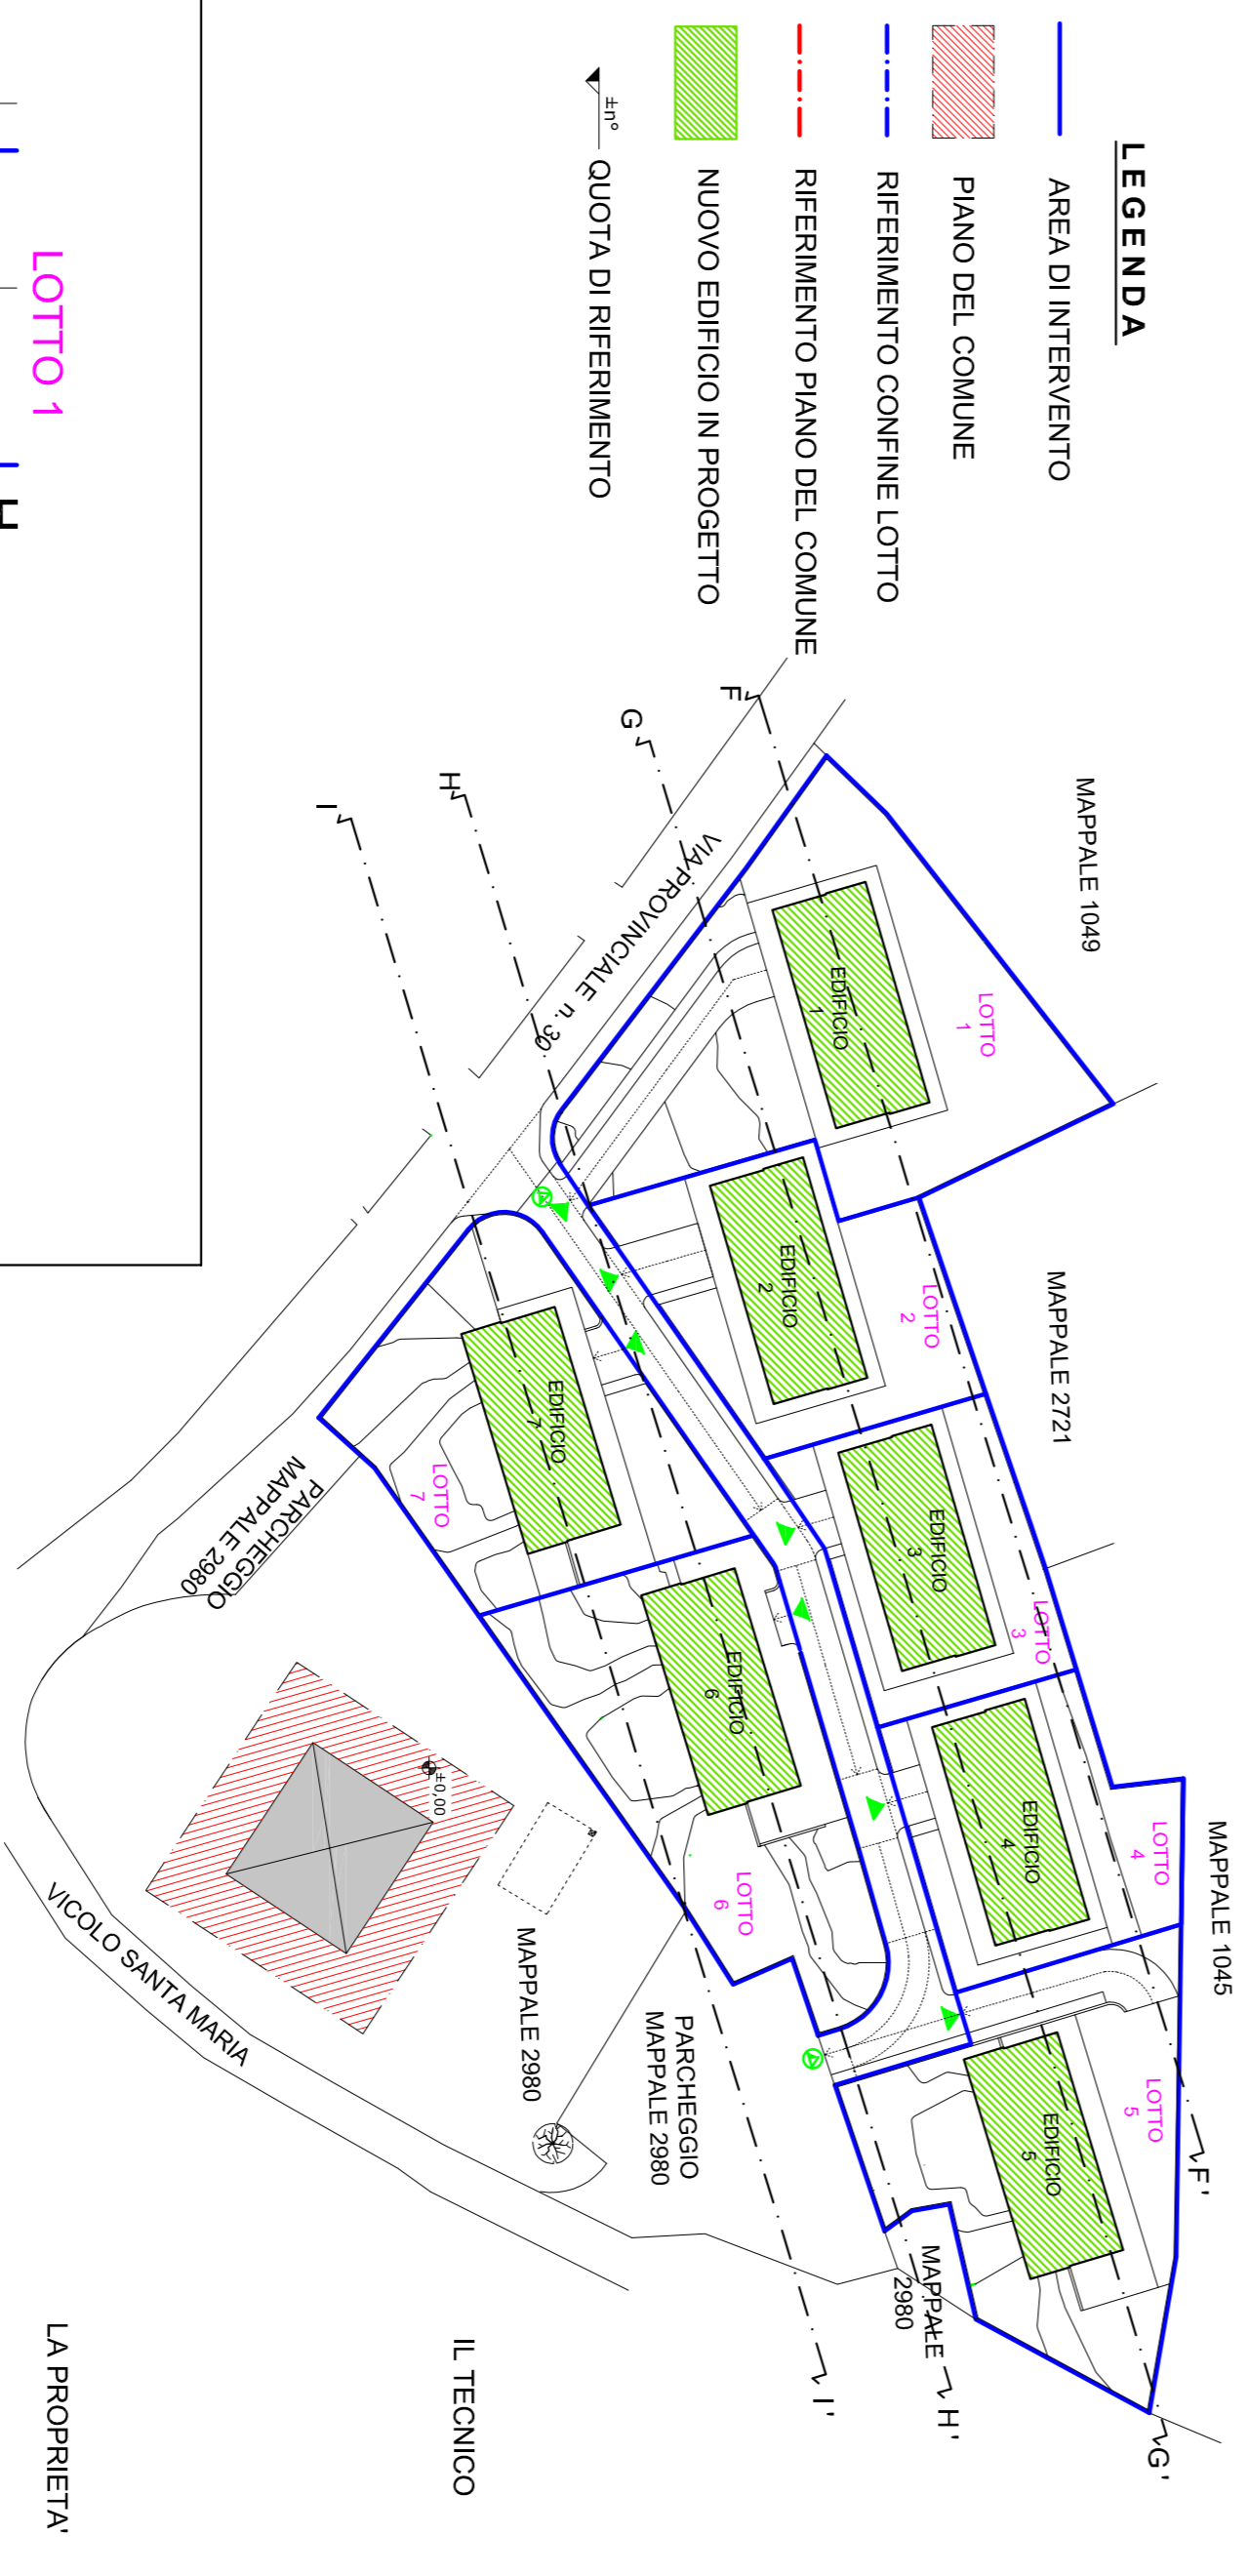 LEGENDA
AREA DI INTERVENTO
PIANO DEL COMUNE
RIFERIMENTO CONFINE LOTTO
RIFERIMENTO PIANO DEL COMUNE
NUOVO EDIFICIO IN PROGETTO
±n°
QUOTA DI RIFERIMENTO
MAPPALE 1049
MAPPALE 2721
MAPPALE 1045
F
G
H
I
VIA PROVINCIALE n. 30
LOTTO
1
EDIFICIO
1
LOTTO
2
EDIFICIO
2
LOTTO
3
EDIFICIO
3
LOTTO
4
EDIFICIO
4
LOTTO
5
EDIFICIO
5
LOTTO
6
EDIFICIO
6
LOTTO
7
EDIFICIO
7
F'
G'
H'
I'
MAPPALE
2980
PARCHEGGIO
MAPPALE 2980
MAPPALE 2980
PARCHEGGIO
MAPPALE 2980
±0,00
VICOLO SANTA MARIA
IL TECNICO
LA PROPRIETA'
LOTTO 1